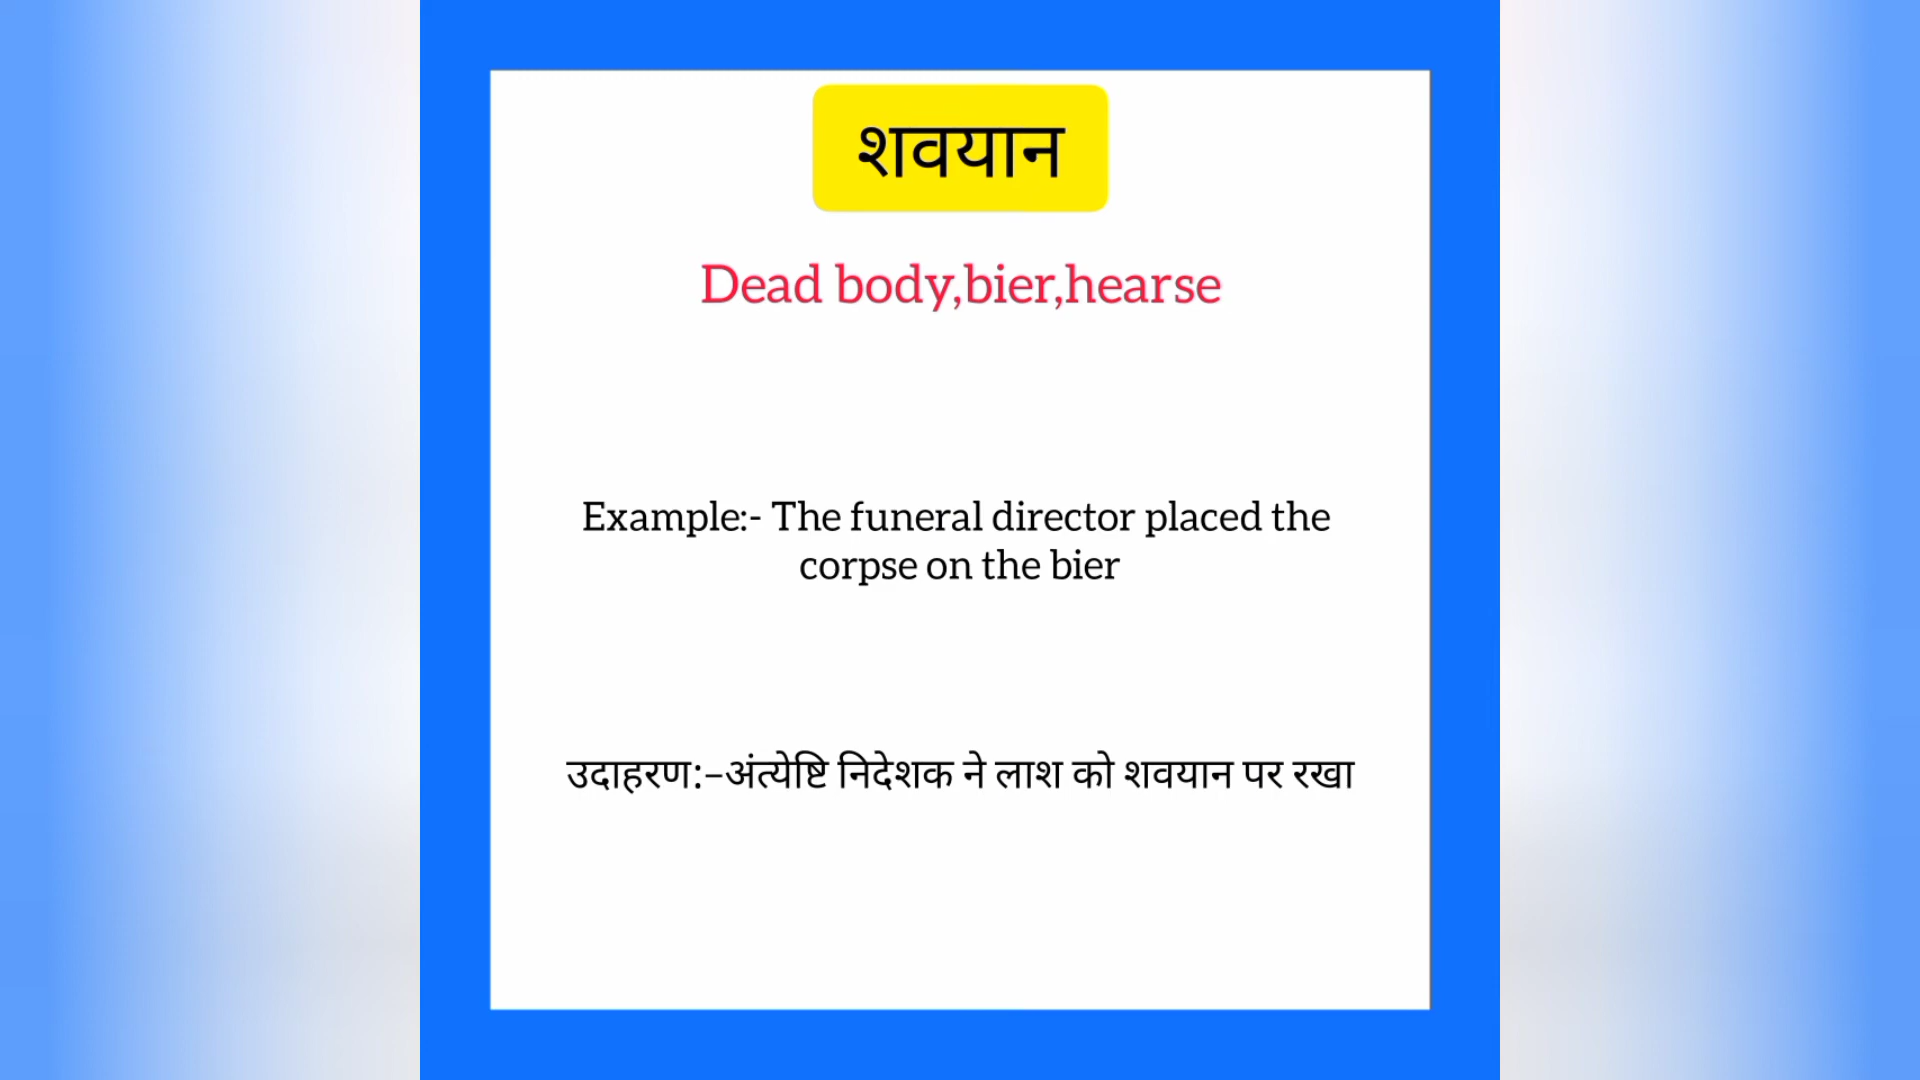 शवयान
Dead body,bier,hearse
Example:- The funeral director placed the
corpse on the bier
उदाहरण:–अंत्येष्टि निदेशक ने लाश को शवयान पर रखा